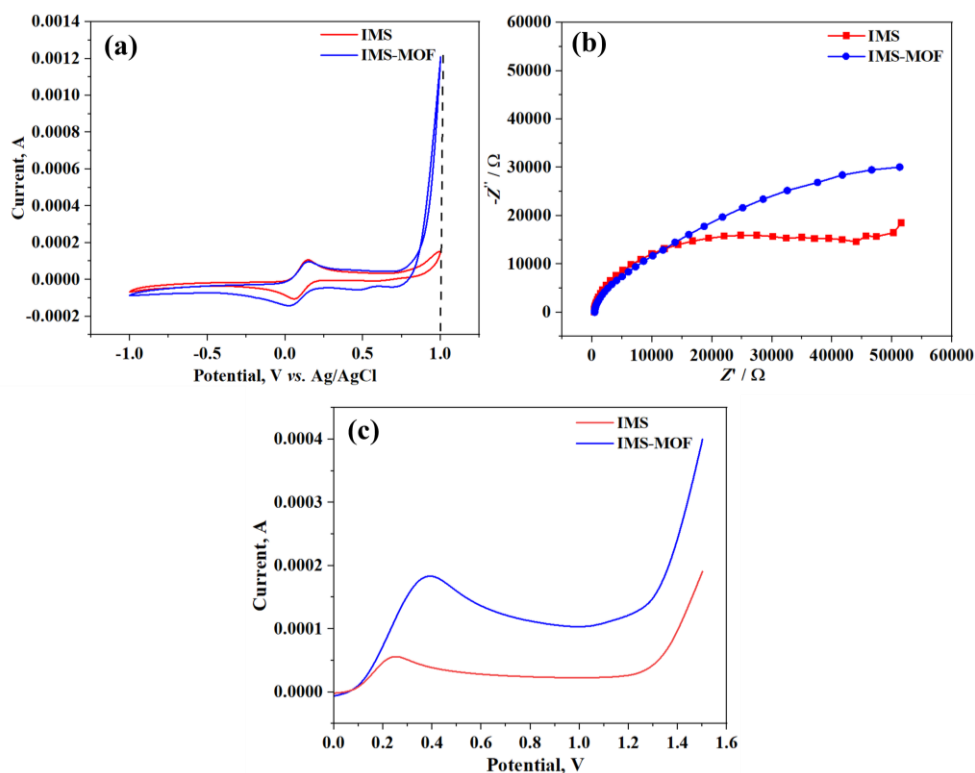 (a)
IMS
IMS-MOF
0.0014
0.0012
0.0010
0.0008
0.0006
0.0004
0.0002
0.0000
-0.0002
Current, A
-1.0 -0.5 0.0 0.5 1.0
Potential, V vs. Ag/AgCl
(b)
IMS
IMS-MOF
60000
50000
40000
30000
20000
10000
0
-Z''/ Ω
0 10000 20000 30000 40000 50000 60000
Z' / Ω
(c)
IMS
IMS-MOF
0.0004
0.0003
0.0002
0.0001
0.0000
Current, A
0.0 0.2 0.4 0.6 0.8 1.0 1.2 1.4 1.6
Potential, V